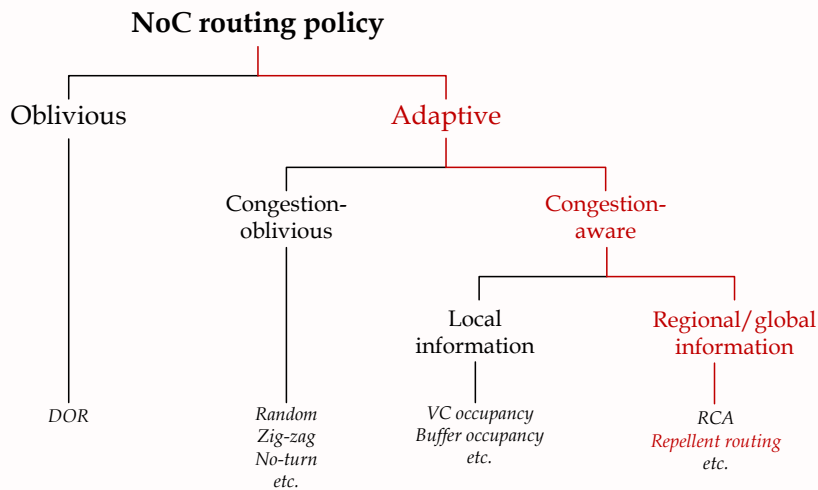 NoC routing policy
Oblivious
Adaptive
Congestion-
oblivious
Congestion-
aware
Local
information
Regional/global
information
DOR
Random
Zig-zag
No-turn
etc.
VC occupancy
Buffer occupancy
etc.
RCA
Repellent routing
etc.